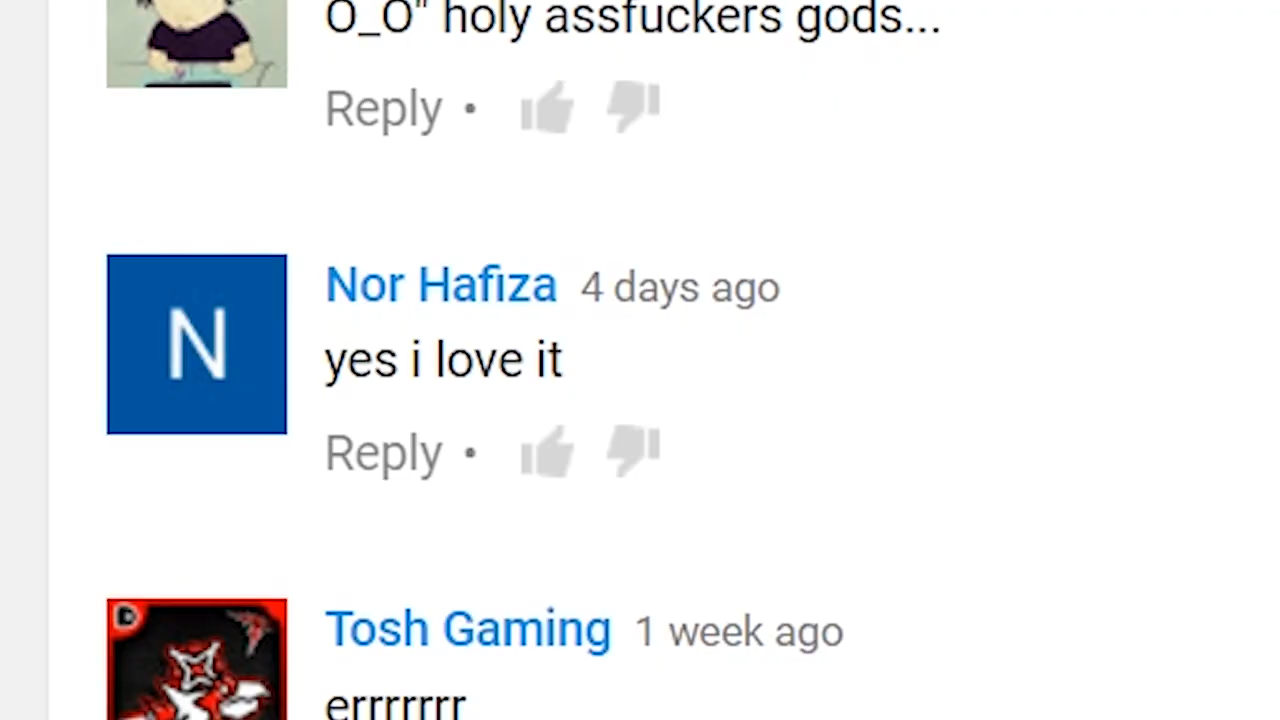 O_O" holy assfuckers gods...
Reply •
N
Nor Hafiza 4 days ago
yes i love it
Reply •
D
Tosh Gaming 1 week ago
errrrrrr